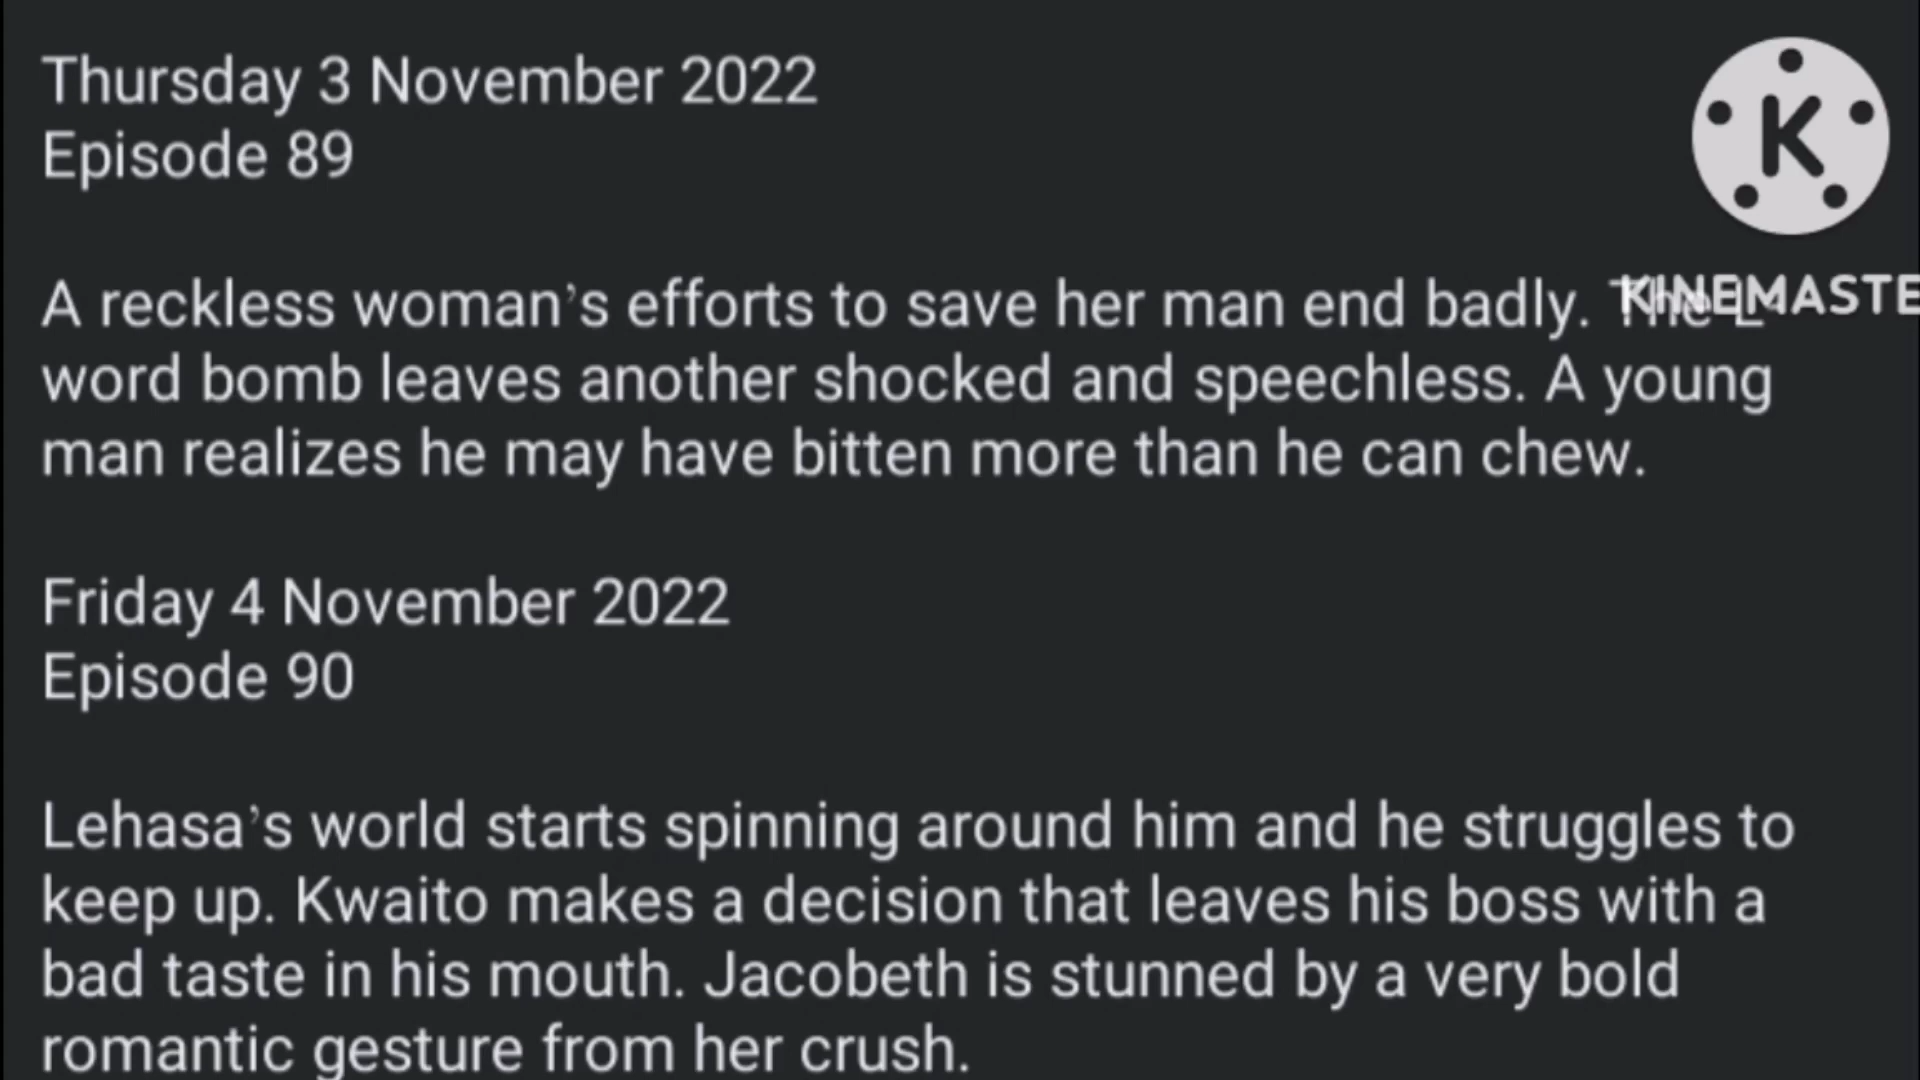 Thursday 3 November 2022
Episode 89
A reckless woman's efforts to save her man end badly. The L-
word bomb leaves another shocked and speechless. A young
man realizes he may have bitten more than he can chew.
Friday 4 November 2022
Episode 90
Lehasa's world starts spinning around him and he struggles to
keep up. Kwaito makes a decision that leaves his boss with a
bad taste in his mouth. Jacobeth is stunned by a very bold
romantic gesture from her crush.
K
KINEMASTE